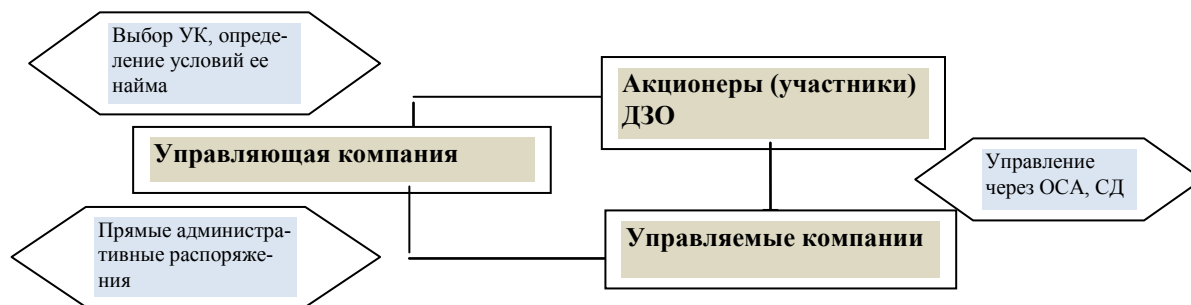 Выбор УК, опреде-
ление условий ее
найма
Акционеры (участники)
ДЗО
Управляющая компания
Управление
через ОСА, СД
Прямые администра-
тивные распоряже-
ния
Управляемые компании